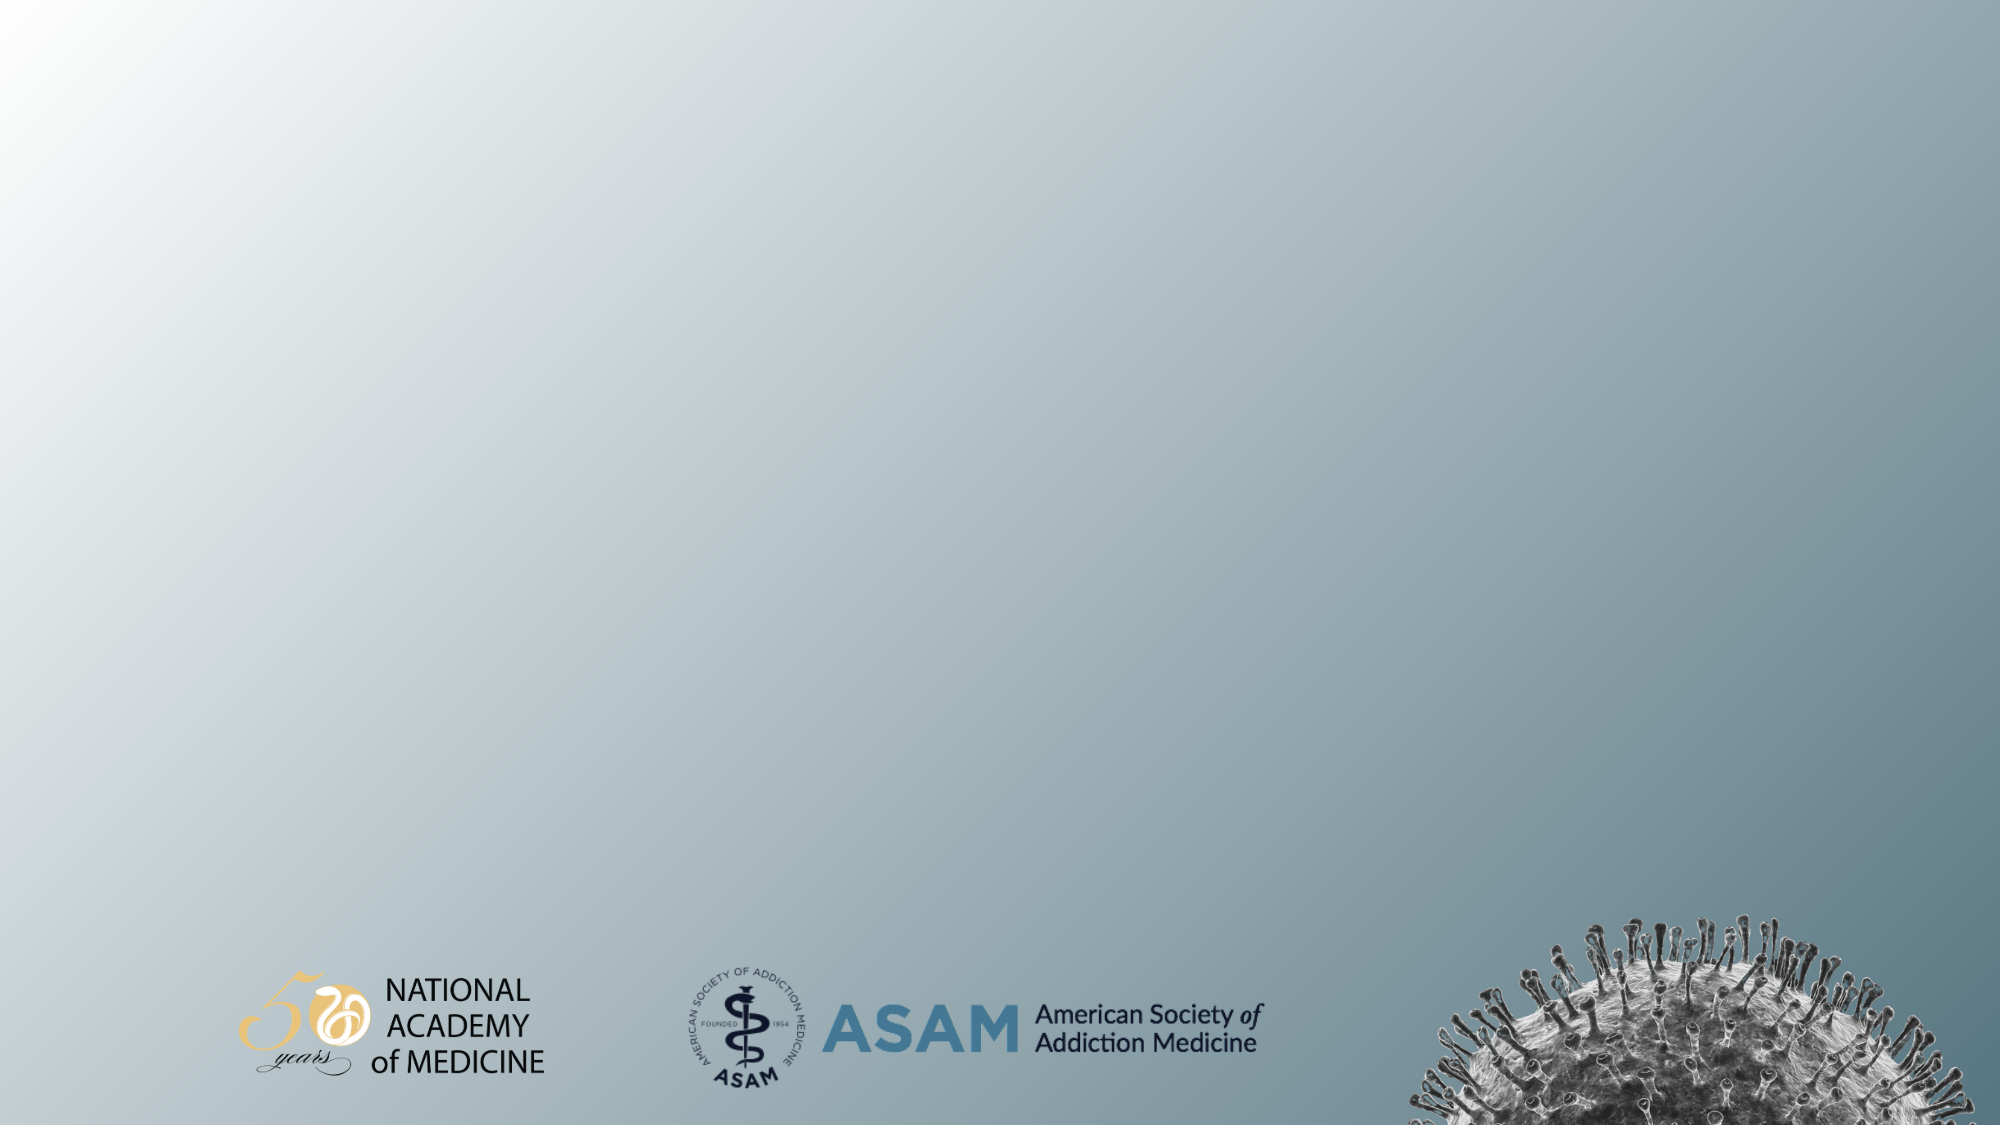 50
years
NATIONAL
ACADEMY
of MEDICINE
AMERICAN SOCIETY OF ADDICTION MEDICINE
FOUNDED 1954
ASAM
ASAM
American Society of
Addiction Medicine